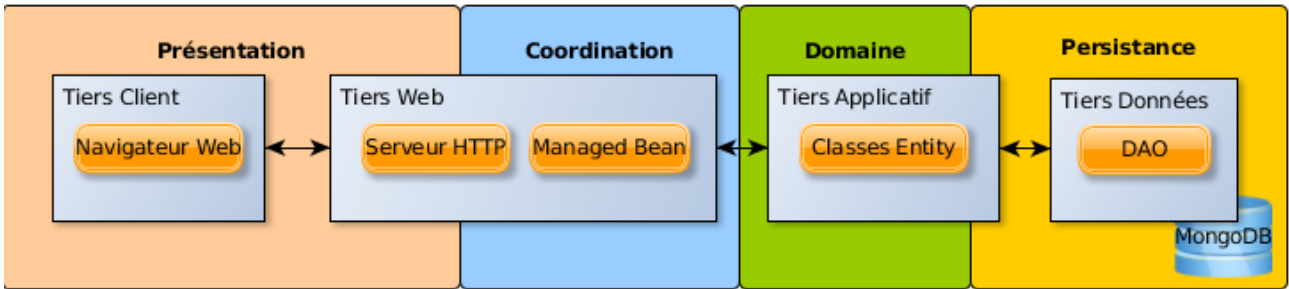 Présentation
Coordination
Domaine
Persistance
Tiers Client
Tiers Web
Tiers Applicatif
Tiers Données
Navigateur Web
Serveur HTTP
Managed Bean
Classes Entity
DAO
MongoDB